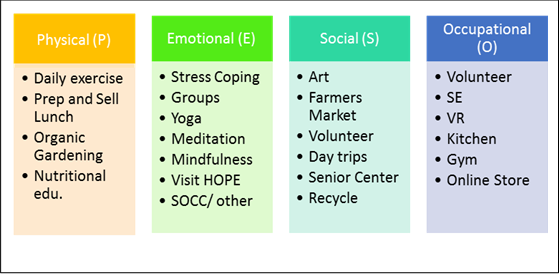 Physical (P)
• Daily exercise
• Prep and Sell
Lunch
• Organic
Gardening
• Nutritional
edu.
Emotional (E)
• Stress Coping
• Groups
• Yoga
• Meditation
• Mindfulness
• Visit HOPE
• SOCC/ other
Social (S)
• Art
• Farmers
Market
• Volunteer
• Day trips
• Senior Center
• Recycle
Occupational
(O)
• Volunteer
• SE
• VR
• Kitchen
• Gym
• Online Store